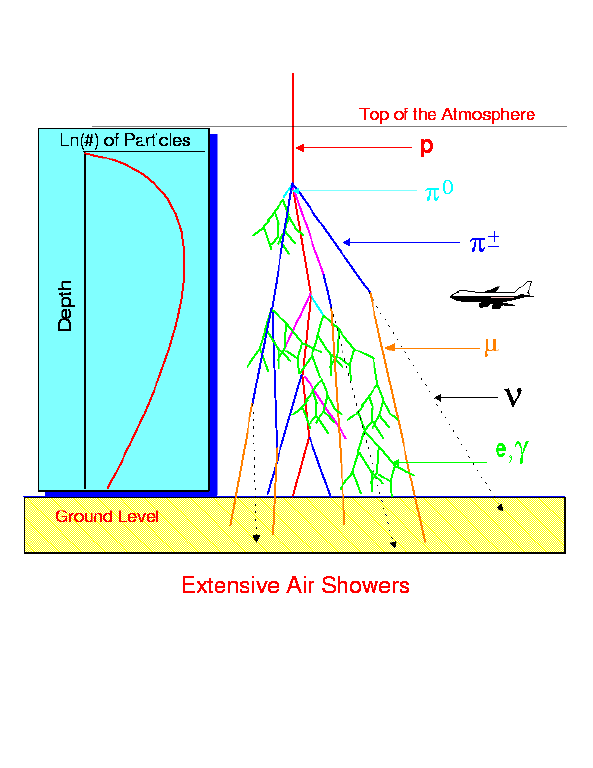 Top of the Atmosphere
Ln(#) of Particles
p
π⁰
π±
Depth
μ
ν
e,γ
Ground Level
Extensive Air Showers